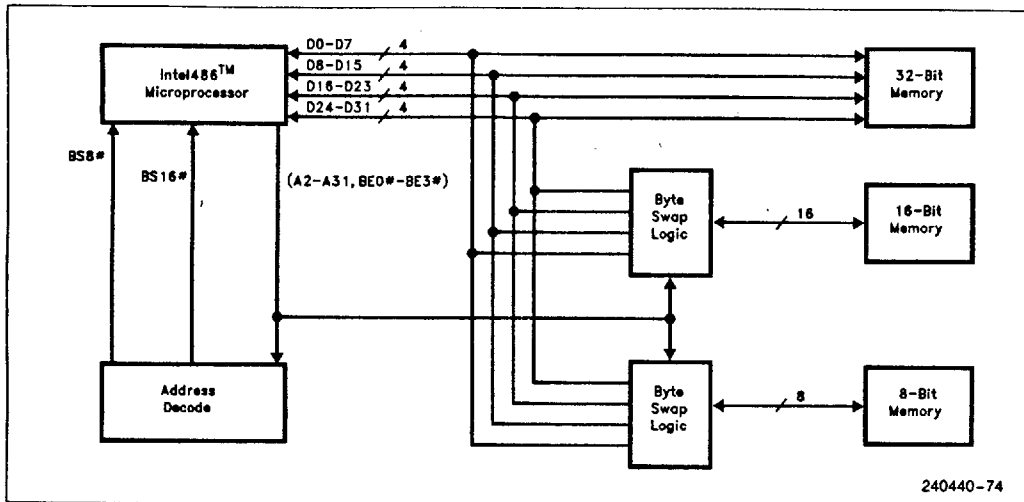 Intel486™
Microprocessor
D0-D7 4
D8-D15 4
D16-D23 4
D24-D31 4
32-Bit
Memory
BS8#
BS16#
(A2-A31, BE0#-BE3#)
Byte
Swap
Logic
16
16-Bit
Memory
Address
Decode
Byte
Swap
Logic
8
8-Bit
Memory
240440-74